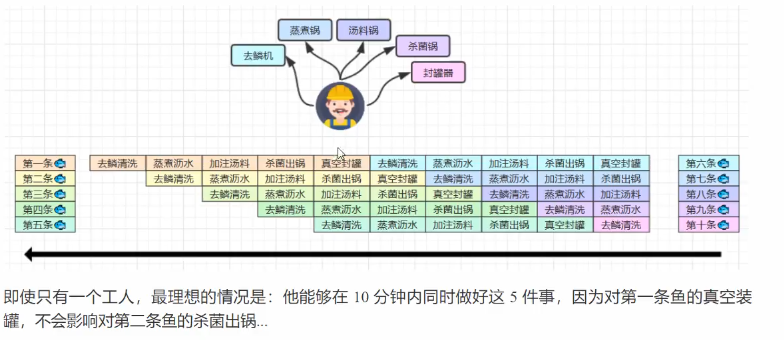 蒸煮锅 汤料锅
杀菌锅
去鳞机
封罐器
第一条 去鳞清洗 蒸煮沥水 加注汤料 杀菌出锅 真空封罐 去鳞清洗 蒸煮沥水 加注汤料 杀菌出锅 真空封罐 第六条
第二条 去鳞清洗 蒸煮沥水 加注汤料 杀菌出锅 真空封罐 去鳞清洗 蒸煮沥水 加注汤料 杀菌出锅 第七条
第三条 去鳞清洗 蒸煮沥水 加注汤料 杀菌出锅 真空封罐 去鳞清洗 蒸煮沥水 加注汤料 第八条
第四条 去鳞清洗 蒸煮沥水 加注汤料 杀菌出锅 真空封罐 去鳞清洗 蒸煮沥水 第九条
第五条 去鳞清洗 蒸煮沥水 加注汤料 杀菌出锅 真空封罐 去鳞清洗 第十条
即使只有一个工人，最理想的情况是：他能够在 10 分钟内同时做好这 5 件事，因为对第一条鱼的真空装
罐，不会影响对第二条鱼的杀菌出锅...